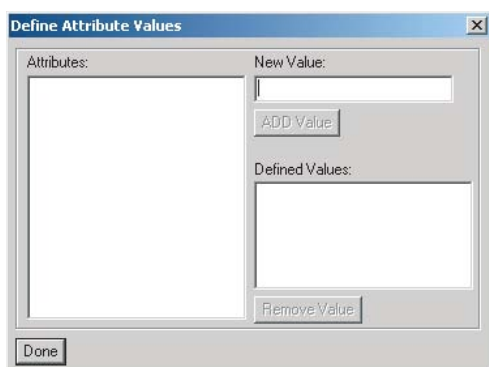 Define Attribute Values
Attributes:
New Value:
ADD Value
Defined Values:
Remove Value
Done